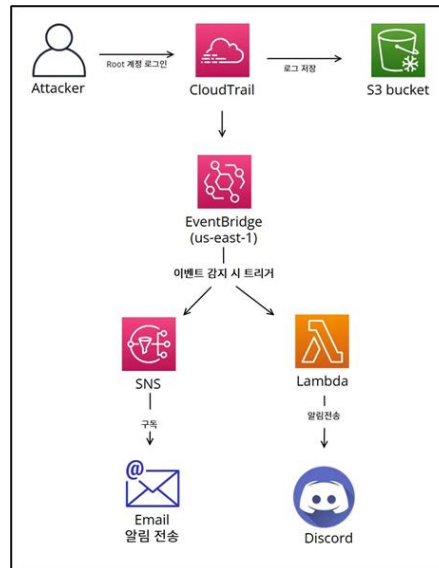 Root 계정 로그인
로그 저장
Attacker
CloudTrail
S3 bucket
EventBridge
(us-east-1)
이벤트 감지 시 트리거
SNS
Lambda
구독
알림전송
@
Email
알림 전송
Discord